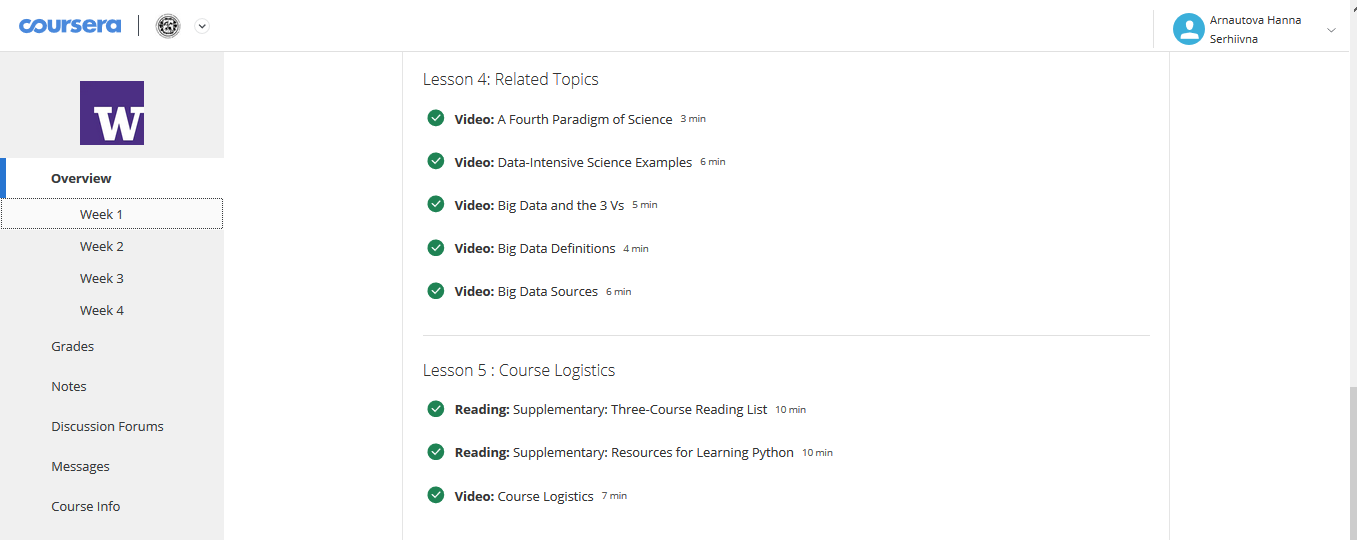 coursera
Arnautova Hanna
Serhiivna
W
Overview
Week 1
Week 2
Week 3
Week 4
Grades
Notes
Discussion Forums
Messages
Course Info
Lesson 4: Related Topics
Video: A Fourth Paradigm of Science 3 min
Video: Data-Intensive Science Examples 6 min
Video: Big Data and the 3 Vs 5 min
Video: Big Data Definitions 4 min
Video: Big Data Sources 6 min
Lesson 5 : Course Logistics
Reading: Supplementary: Three-Course Reading List 10 min
Reading: Supplementary: Resources for Learning Python 10 min
Video: Course Logistics 7 min